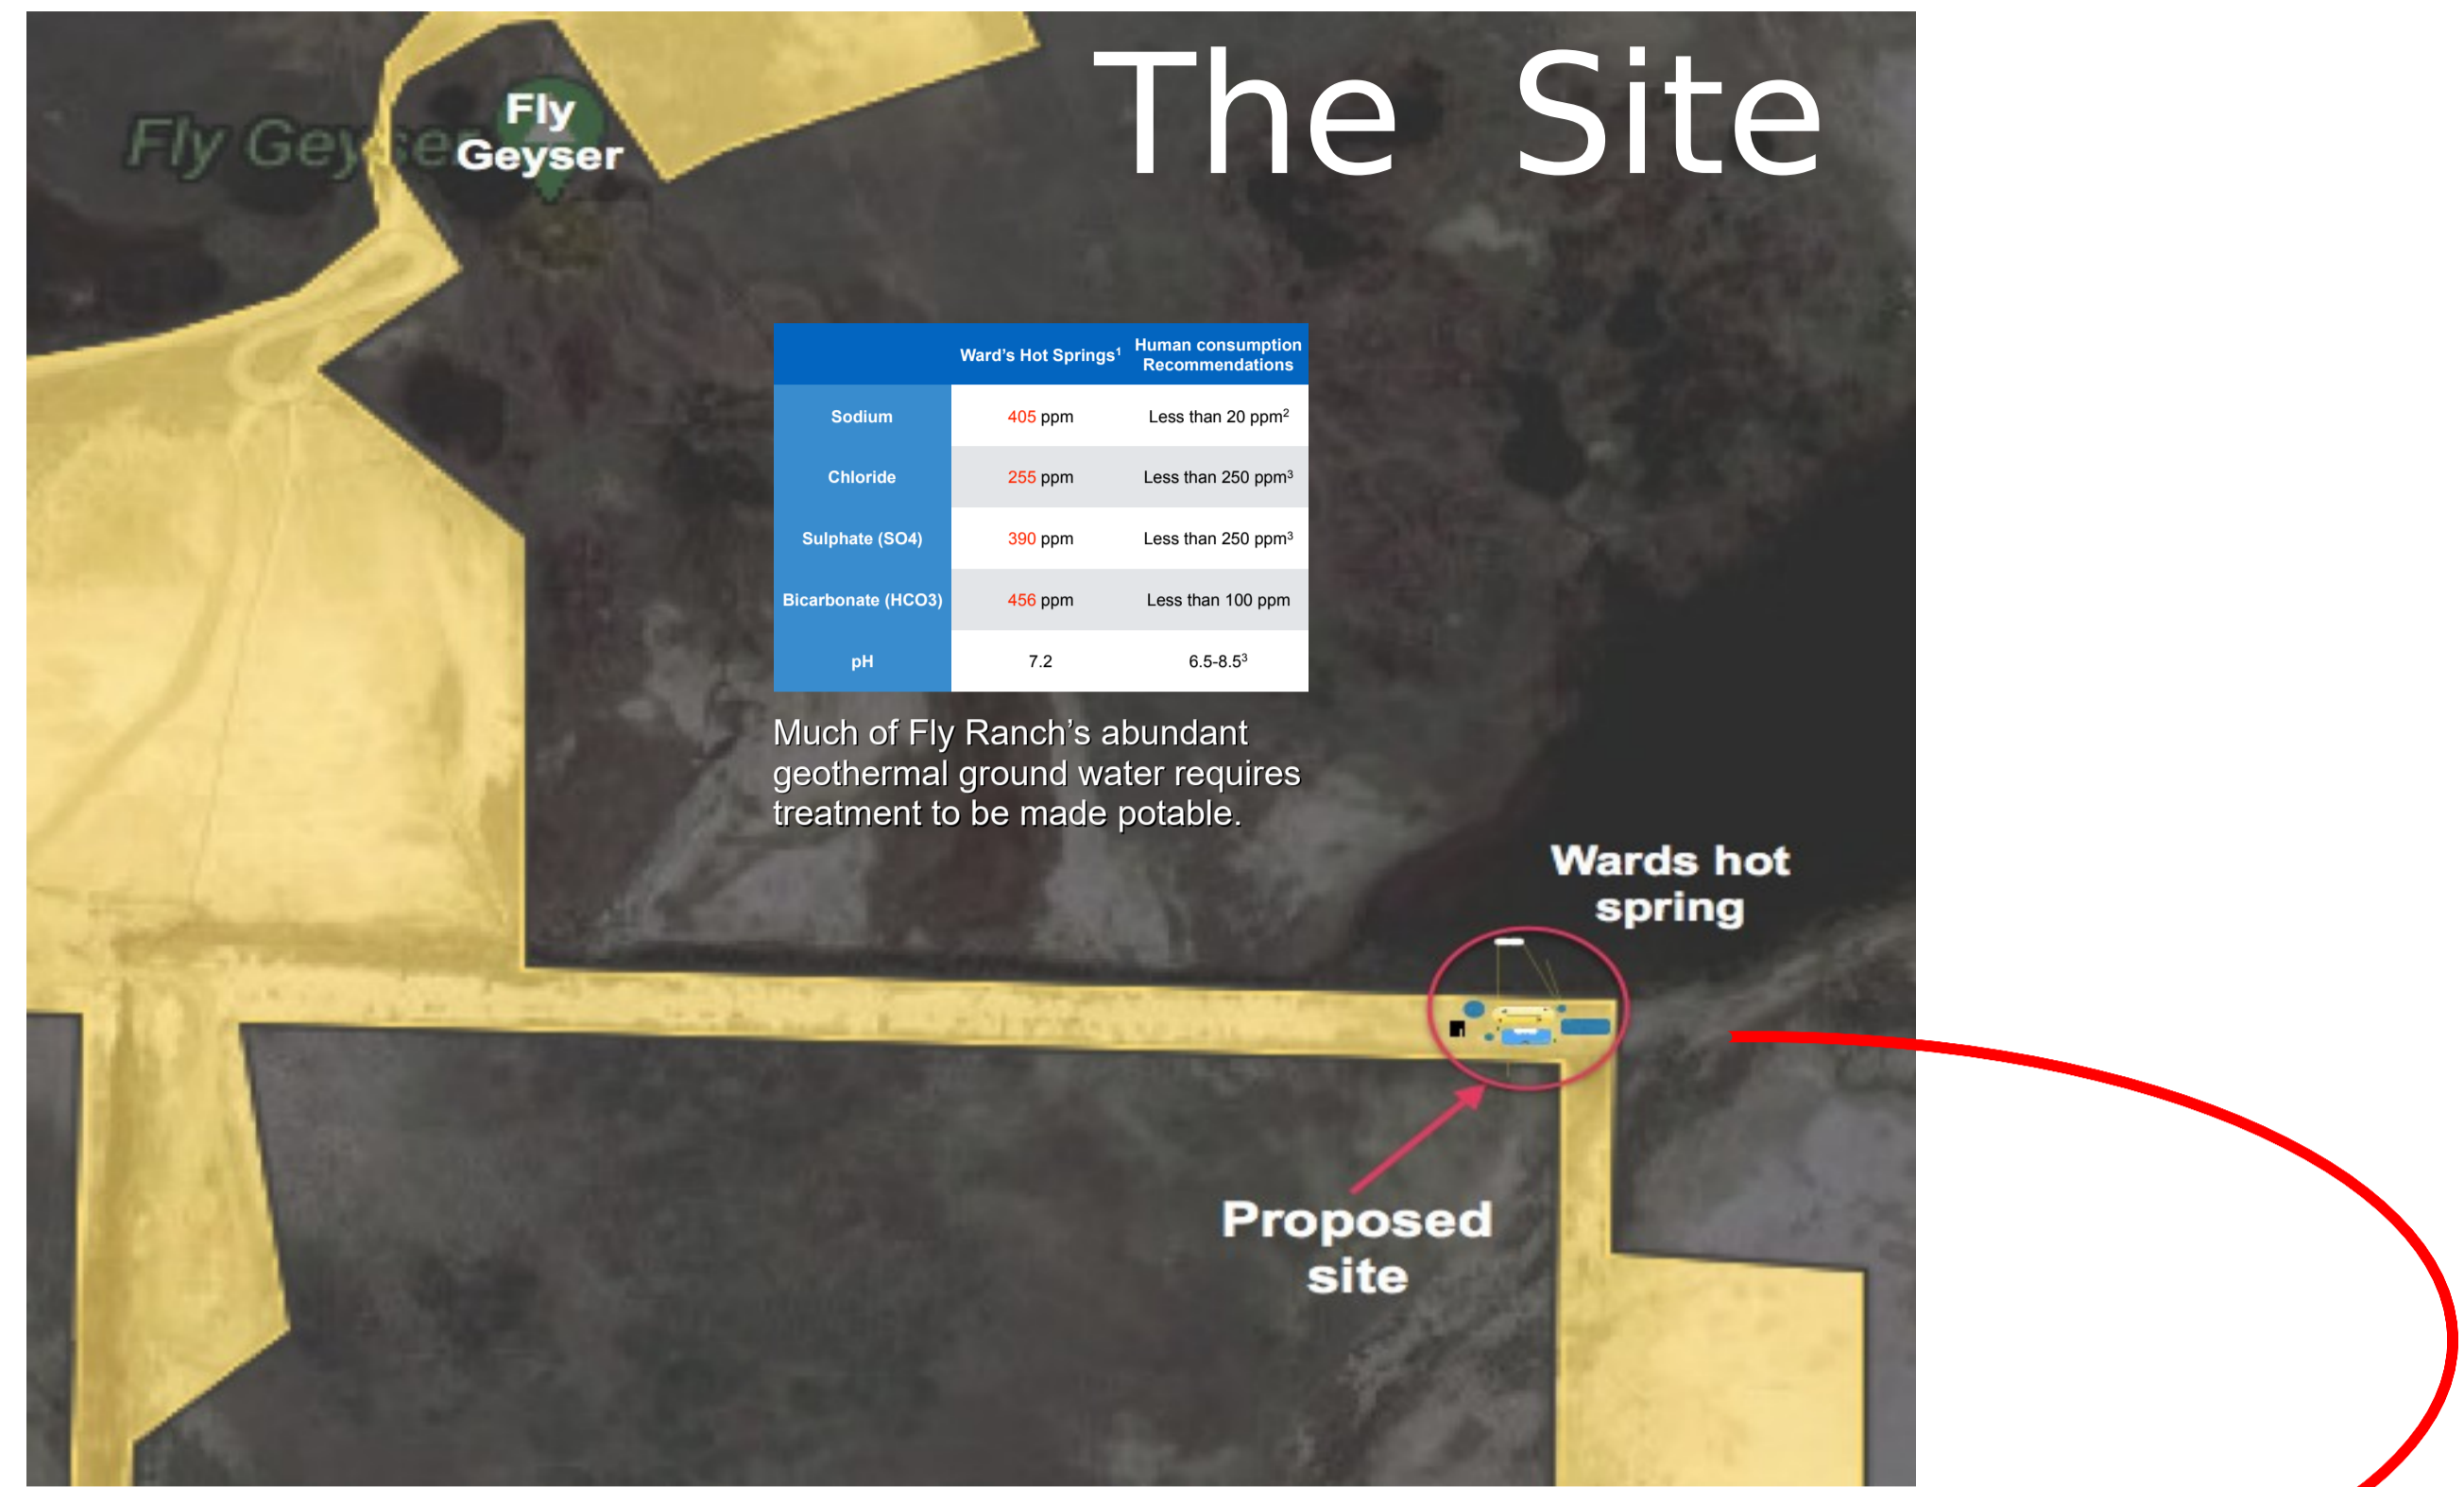 The Site
Fly Geyser
Fly
Geyser
Ward’s Hot Springs¹ Human consumption Recommendations
Sodium 405 ppm Less than 20 ppm²
Chloride 255 ppm Less than 250 ppm³
Sulphate (SO4) 390 ppm Less than 250 ppm³
Bicarbonate (HCO3) 456 ppm Less than 100 ppm
pH 7.2 6.5-8.5³
Much of Fly Ranch’s abundant
geothermal ground water requires
treatment to be made potable.
Wards hot
spring
Proposed
site